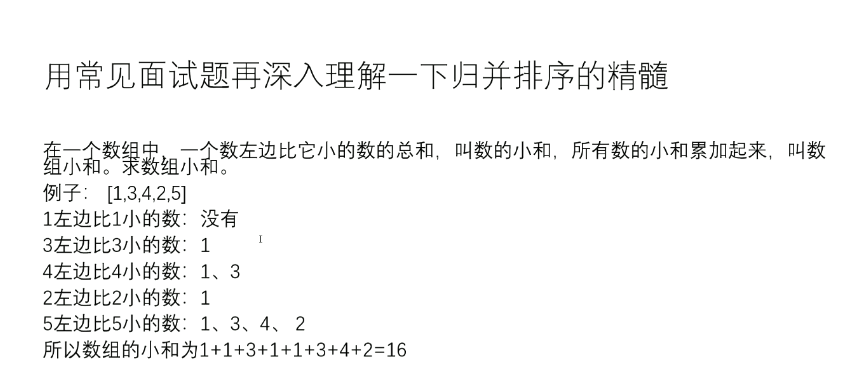 用常见面试题再深入理解一下归并排序的精髓
在一个数组中，一个数左边比它小的数的总和，叫数的小和，所有数的小和累加起来，叫数
组小和。求数组小和。
例子： [1,3,4,2,5]
1左边比1小的数：没有
3左边比3小的数：1
4左边比4小的数：1、3
2左边比2小的数：1
5左边比5小的数：1、3、4、 2
所以数组的小和为1+1+3+1+1+3+4+2=16